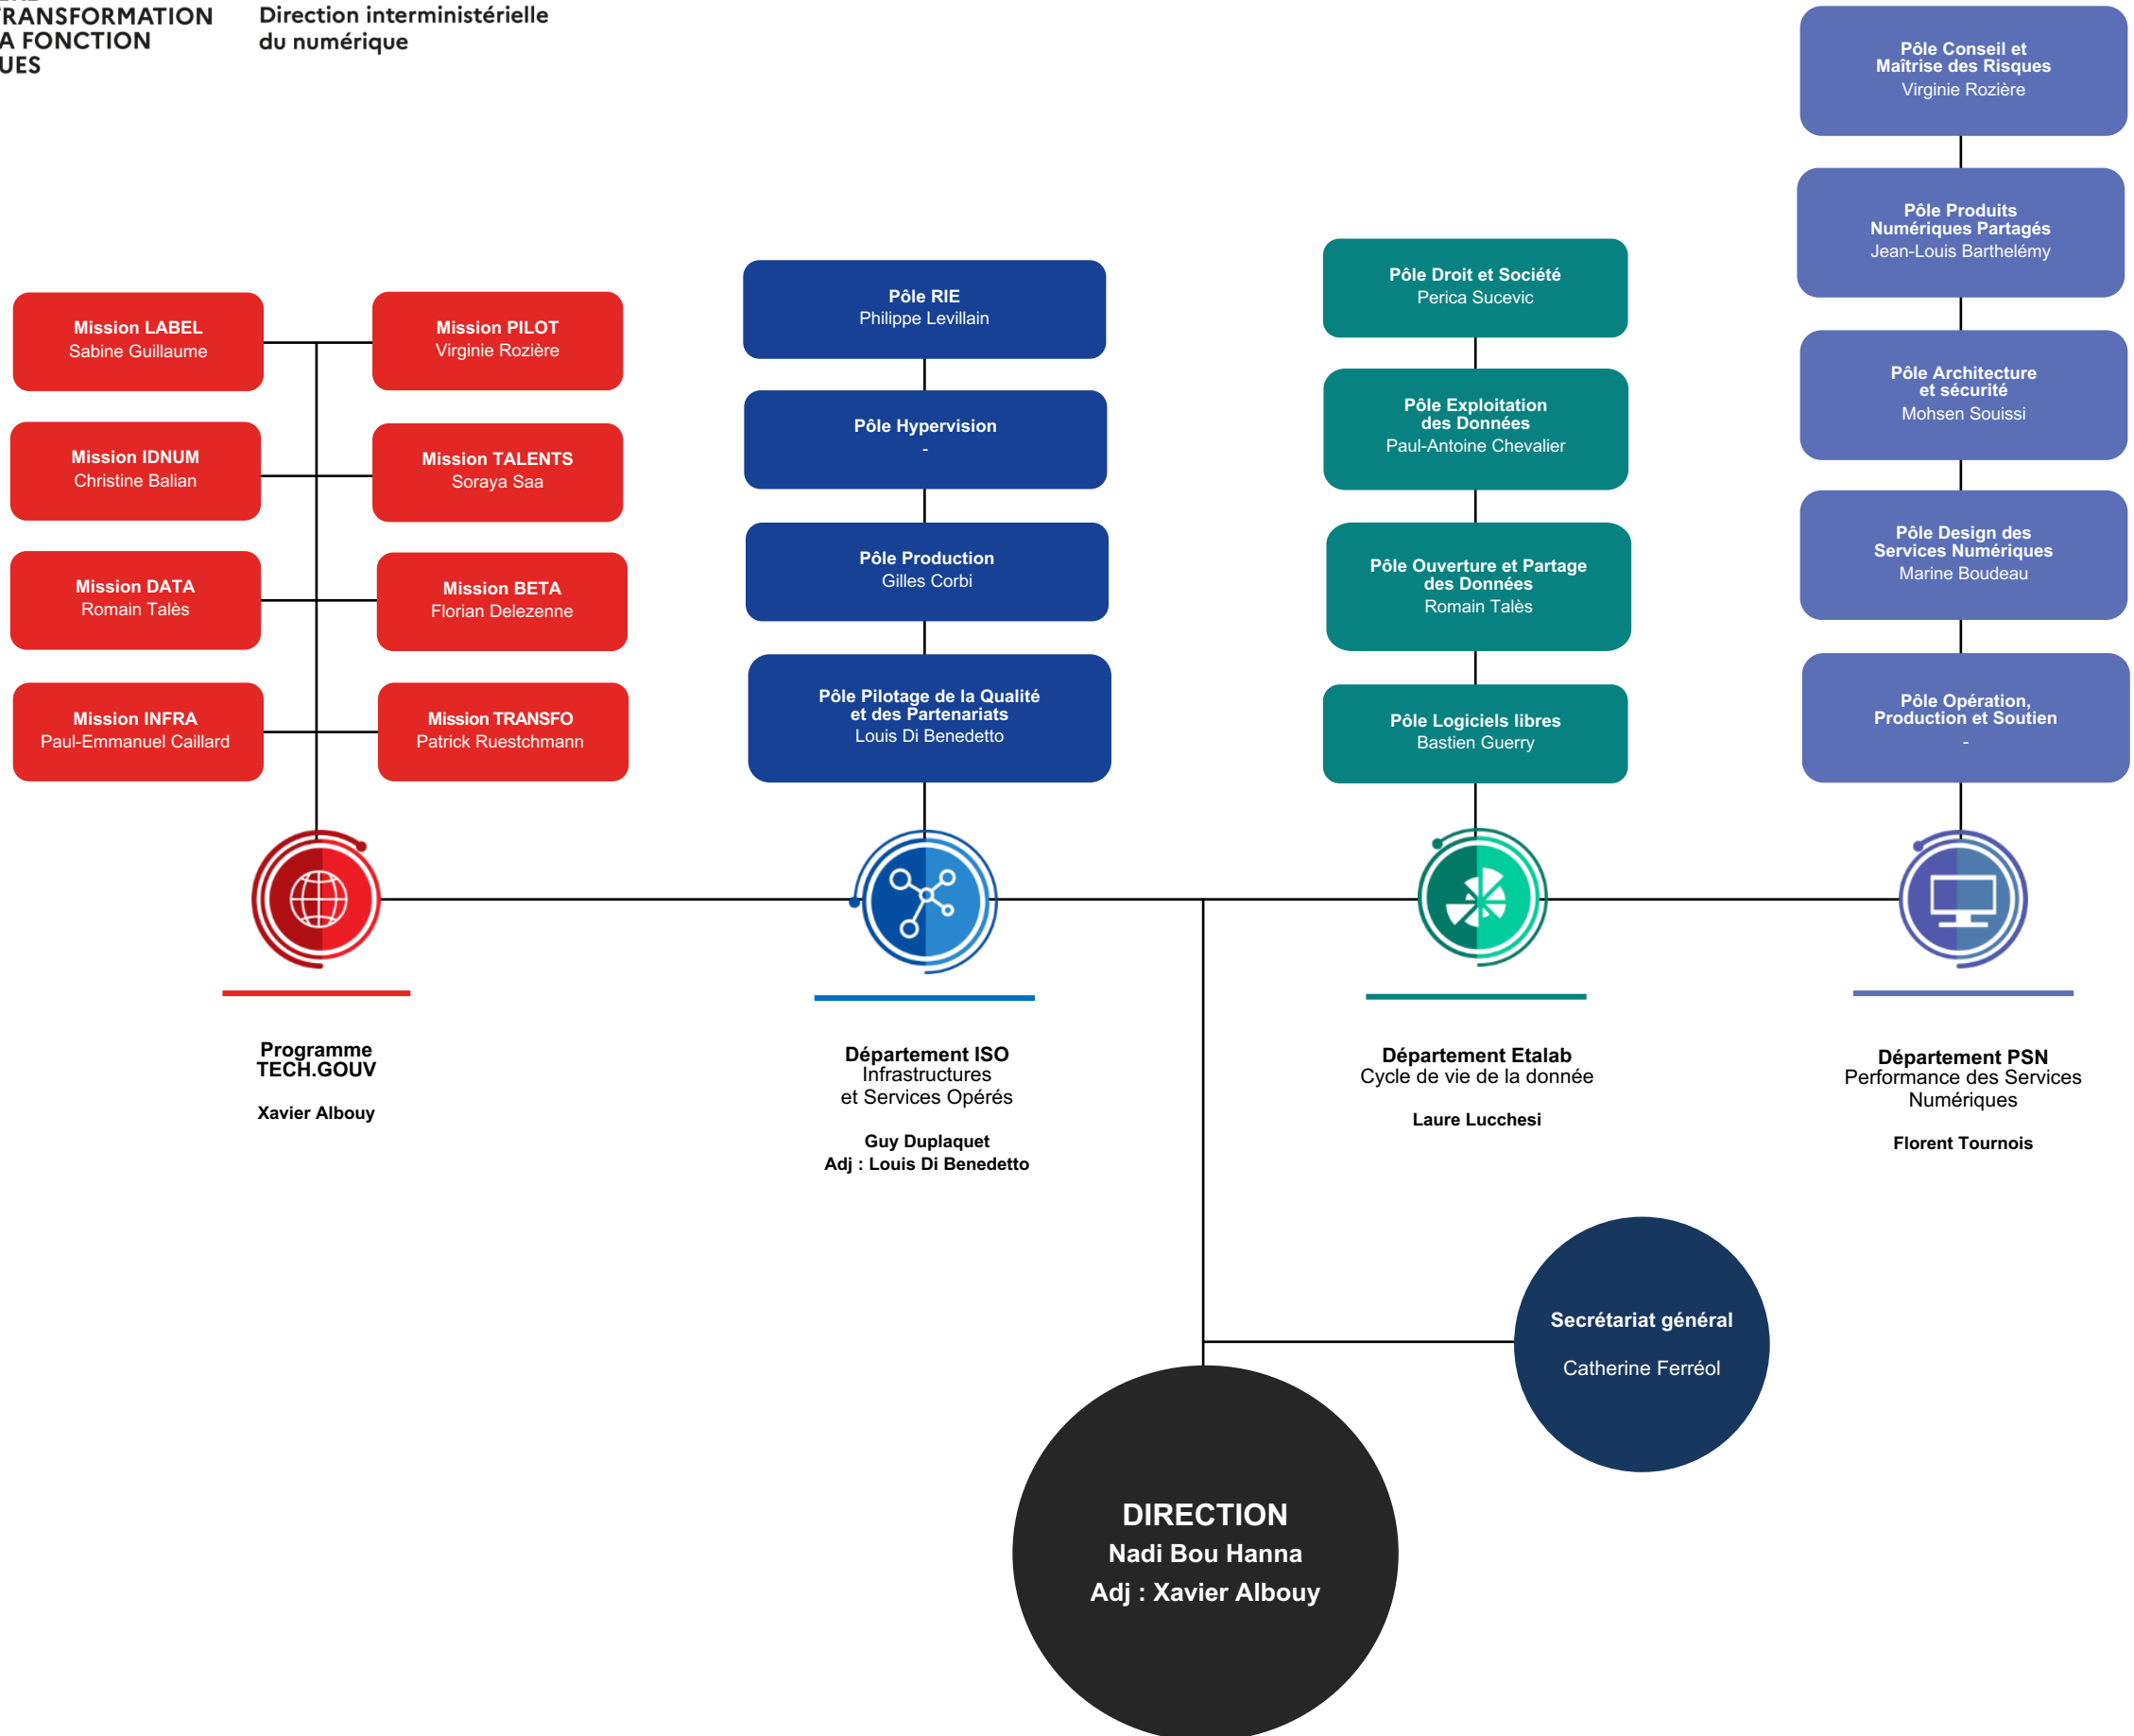 TRANSFORMATION
A FONCTION
UES
Direction interministérielle
du numérique
Pôle Conseil et
Maîtrise des Risques
Virginie Rozière
Pôle Produits
Numériques Partagés
Jean-Louis Barthelémy
Pôle Architecture
et sécurité
Mohsen Souissi
Pôle Design des
Services Numériques
Marine Boudeau
Pôle Opération,
Production et Soutien
-
Pôle Droit et Société
Perica Sucevic
Pôle Exploitation
des Données
Paul-Antoine Chevalier
Pôle Ouverture et Partage
des Données
Romain Talès
Pôle Logiciels libres
Bastien Guerry
Pôle RIE
Philippe Levillain
Pôle Hypervision
-
Pôle Production
Gilles Corbi
Pôle Pilotage de la Qualité
et des Partenariats
Louis Di Benedetto
Mission LABEL
Sabine Guillaume
Mission PILOT
Virginie Rozière
Mission IDNUM
Christine Balian
Mission TALENTS
Soraya Saa
Mission DATA
Romain Talès
Mission BETA
Florian Delezenne
Mission INFRA
Paul-Emmanuel Caillard
Mission TRANSFO
Patrick Ruestchmann
Programme
TECH.GOUV
Xavier Albouy
Département ISO
Infrastructures
et Services Opérés
Guy Duplaquet
Adj : Louis Di Benedetto
Département Etalab
Cycle de vie de la donnée
Laure Lucchesi
Département PSN
Performance des Services
Numériques
Florent Tournois
Secrétariat général
Catherine Ferréol
DIRECTION
Nadi Bou Hanna
Adj : Xavier Albouy